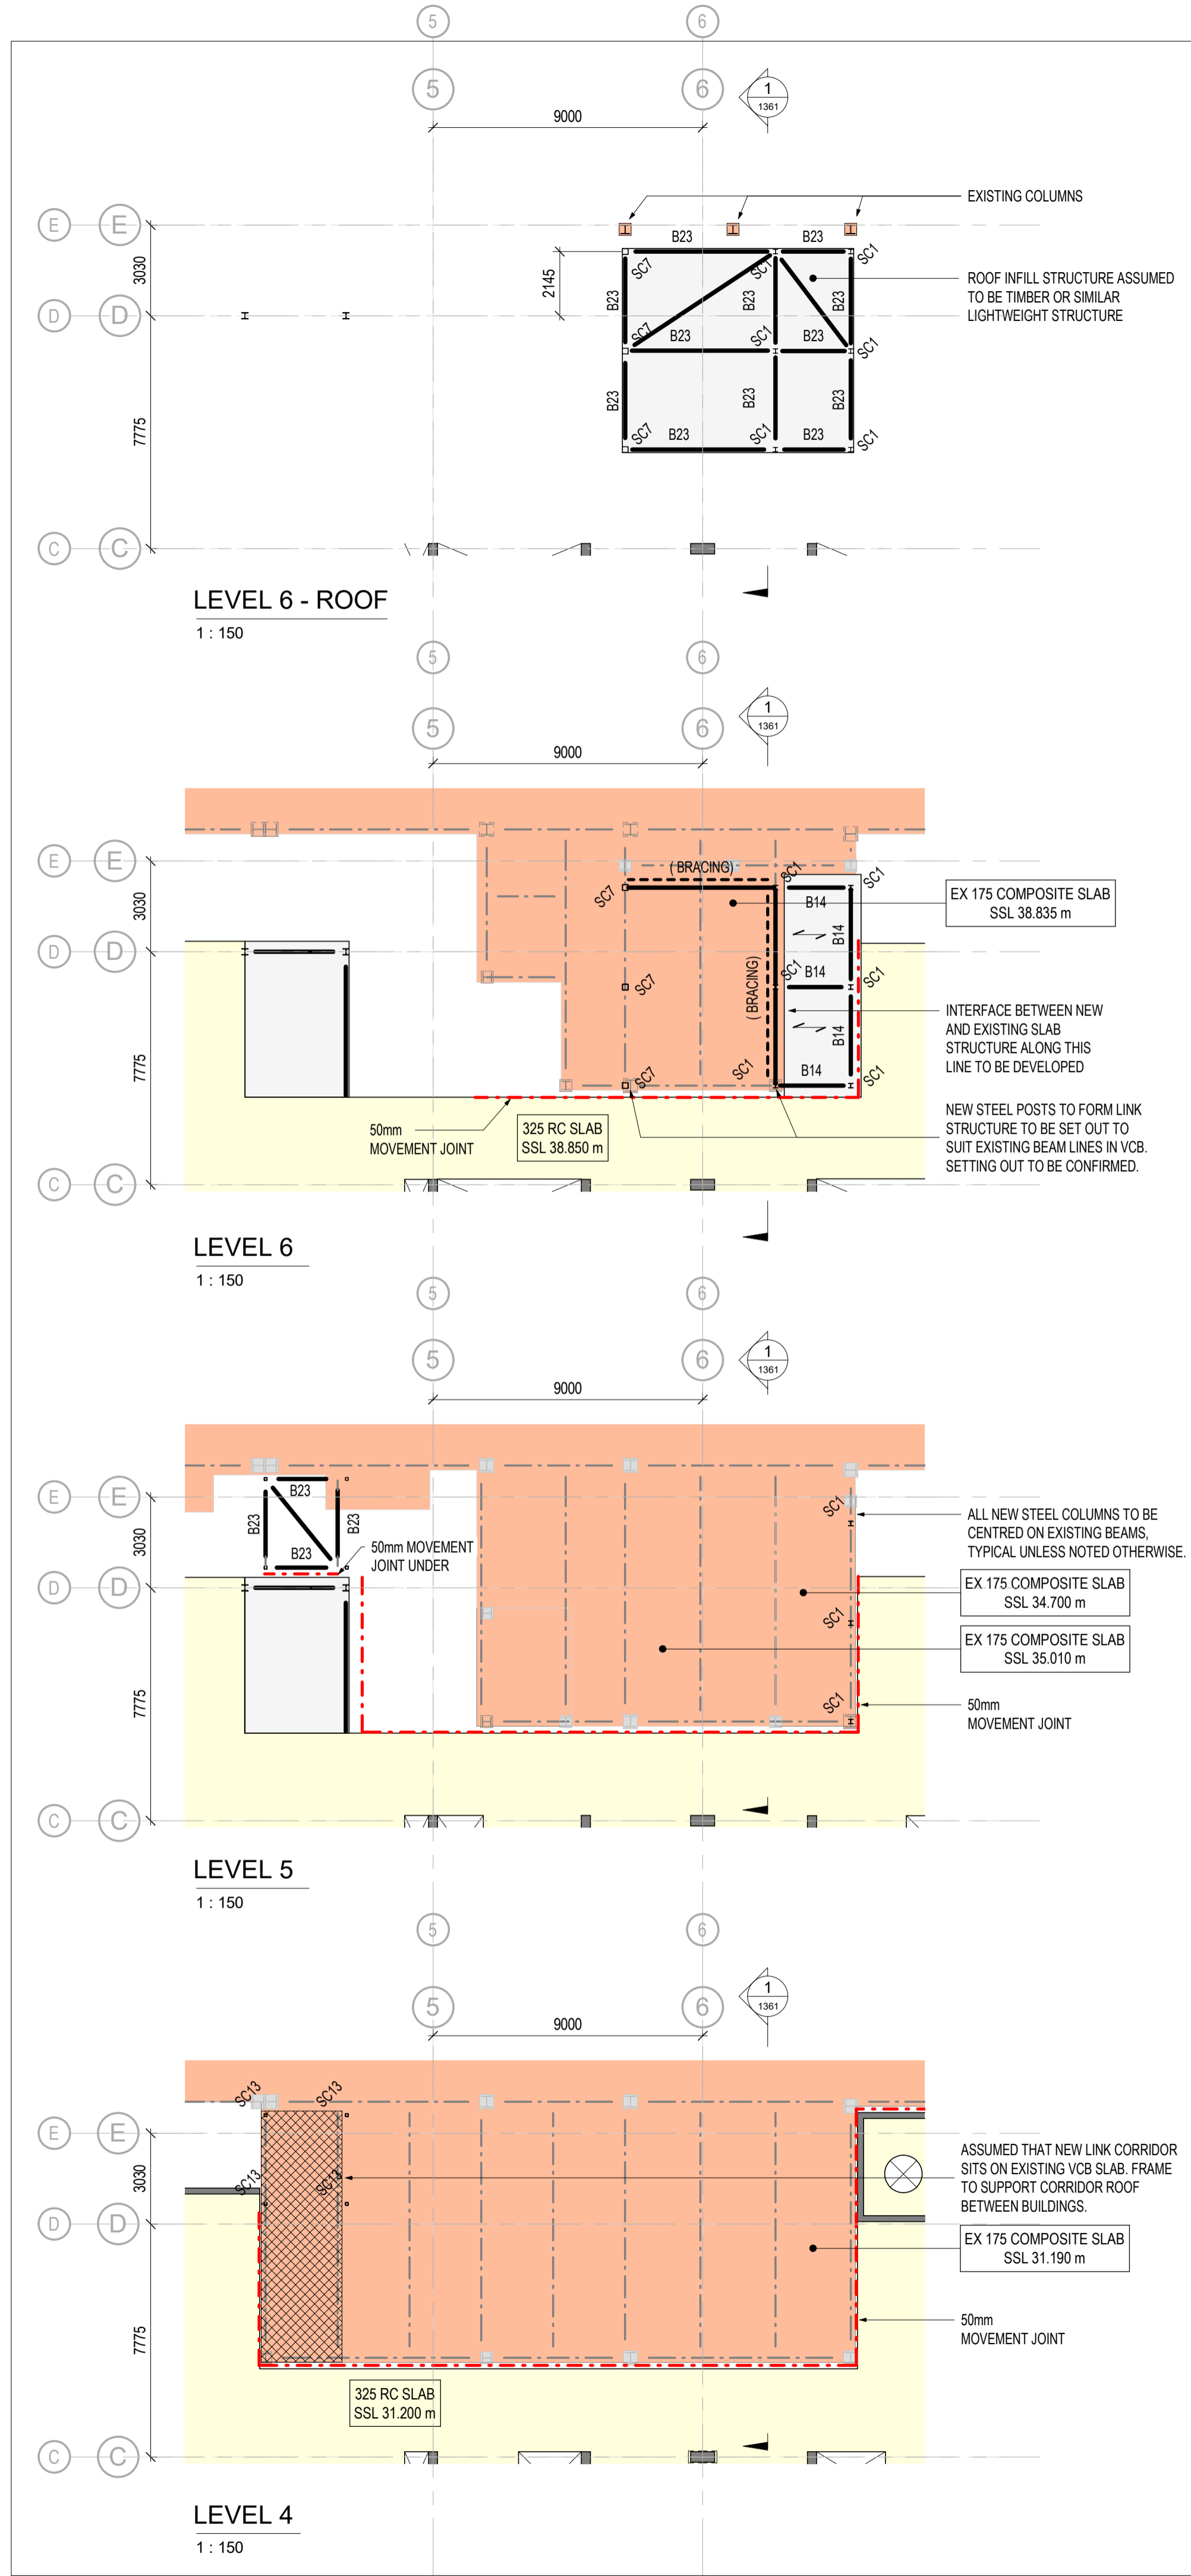 5
6
5
6
1
1361
9000
EXISTING COLUMNS
E
E
B23
B23
SC7
SC1
SC1
3030
2145
B23
B23
B23
ROOF INFILL STRUCTURE ASSUMED
TO BE TIMBER OR SIMILAR
LIGHTWEIGHT STRUCTURE
D
D
SC7
B23
SC1
B23
SC1
7775
B23
B23
B23
SC7
B23
SC1
B23
SC1
C
C
LEVEL 6 - ROOF
1 : 150
5
6
5
6
1
1361
9000
E
E
( BRACING)
SC1
SC1
SC7
B14
EX 175 COMPOSITE SLAB
SSL 38.835 m
3030
B14
D
D
( BRACING)
SC1
B14
SC1
SC7
INTERFACE BETWEEN NEW
AND EXISTING SLAB
STRUCTURE ALONG THIS
LINE TO BE DEVELOPED
B14
7775
SC7
SC1
B14
SC1
NEW STEEL POSTS TO FORM LINK
STRUCTURE TO BE SET OUT TO
SUIT EXISTING BEAM LINES IN VCB.
SETTING OUT TO BE CONFIRMED.
50mm
MOVEMENT JOINT
325 RC SLAB
SSL 38.850 m
C
C
LEVEL 6
1 : 150
5
6
5
6
1
1361
9000
E
E
B23
SC1
B23
B23
3030
B23
50mm MOVEMENT
JOINT UNDER
ALL NEW STEEL COLUMNS TO BE
CENTRED ON EXISTING BEAMS,
TYPICAL UNLESS NOTED OTHERWISE.
D
D
EX 175 COMPOSITE SLAB
SSL 34.700 m
SC1
EX 175 COMPOSITE SLAB
SSL 35.010 m
7775
SC1
50mm
MOVEMENT JOINT
C
C
LEVEL 5
1 : 150
5
6
5
6
1
1361
9000
SC13
SC13
E
E
3030
SC13
SC13
ASSUMED THAT NEW LINK CORRIDOR
SITS ON EXISTING VCB SLAB. FRAME
TO SUPPORT CORRIDOR ROOF
BETWEEN BUILDINGS.
D
D
EX 175 COMPOSITE SLAB
SSL 31.190 m
7775
50mm
MOVEMENT JOINT
325 RC SLAB
SSL 31.200 m
C
C
LEVEL 4
1 : 150